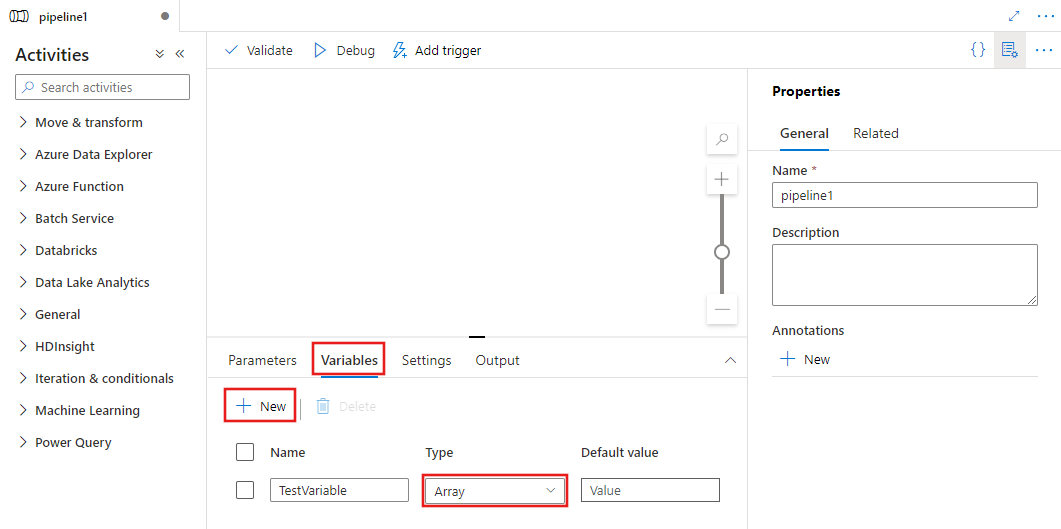 pipeline1
Activities
Search activities
Move & transform
Azure Data Explorer
Azure Function
Batch Service
Databricks
Data Lake Analytics
General
HDInsight
Iteration & conditionals
Machine Learning
Power Query
Validate Debug Add trigger
{}
Parameters Variables Settings Output
New Delete
Name Type Default value
TestVariable Array Value
Properties
General Related
Name *
pipeline1
Description
Annotations
New